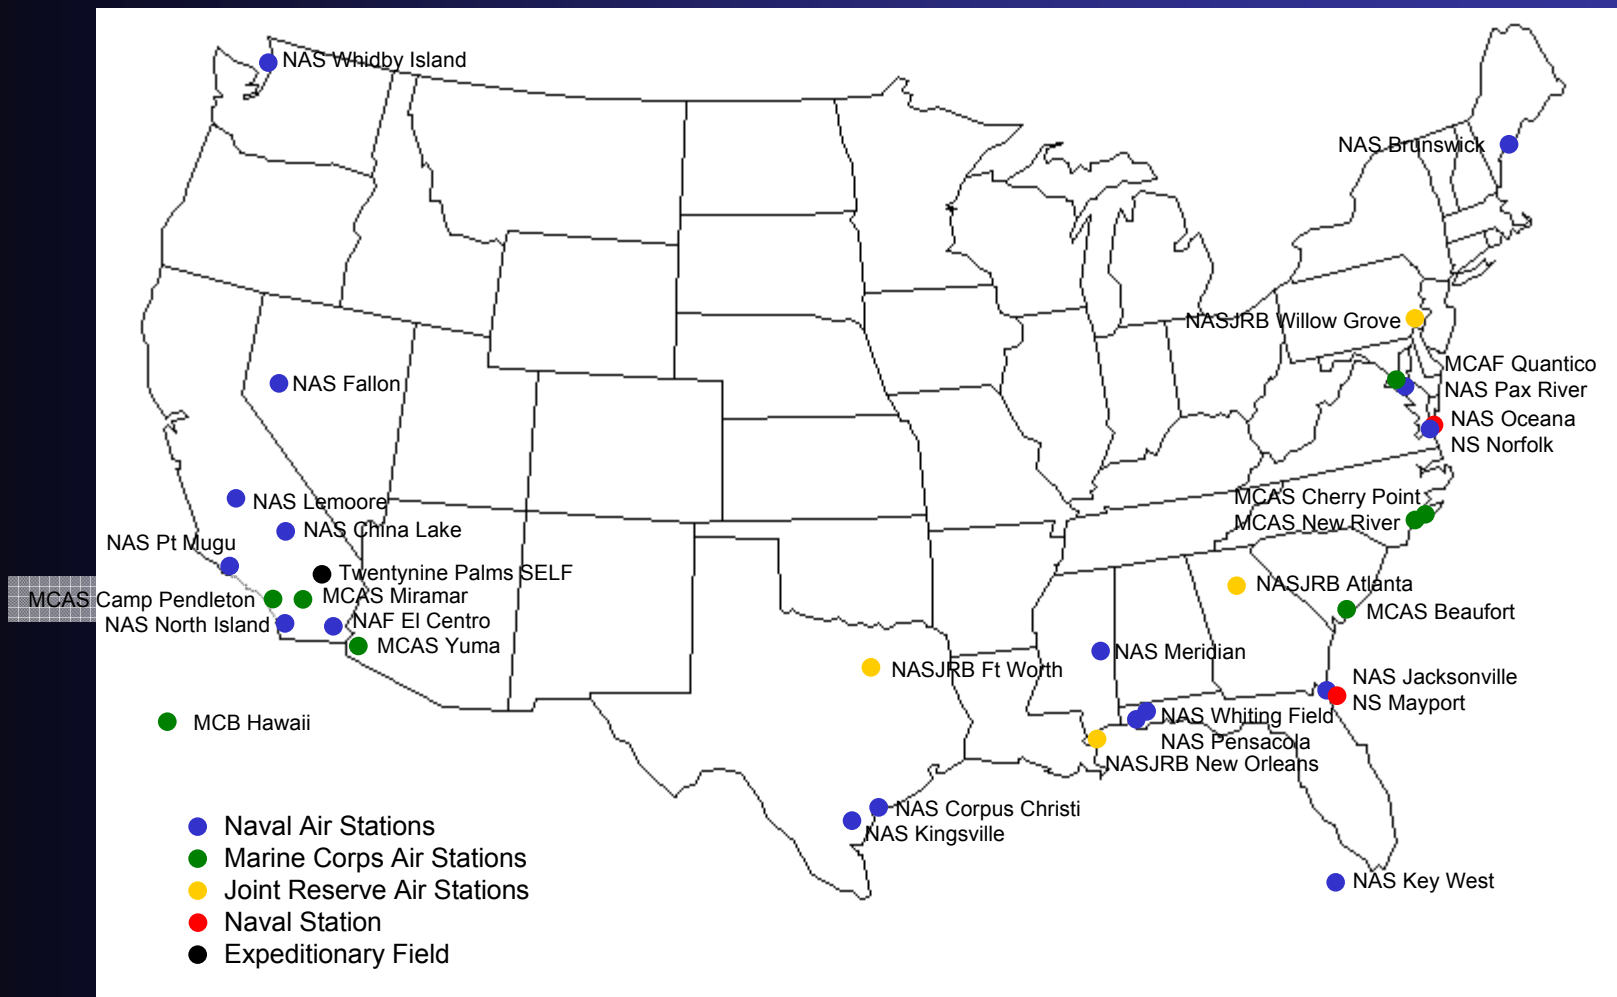 NAS Whidby Island
NAS Brunswick
NASJRB Willow Grove
MCAF Quantico
NAS Pax River
NAS Fallon
NAS Oceana
NS Norfolk
NAS Lemoore
MCAS Cherry Point
NAS China Lake
MCAS New River
NAS Pt Mugu
Twentynine Palms SELF
NASJRB Atlanta
MCAS Camp Pendleton
MCAS Miramar
MCAS Beaufort
NAS North Island
NAF El Centro
MCAS Yuma
NAS Meridian
NASJRB Ft Worth
NAS Jacksonville
NS Mayport
MCB Hawaii
NAS Whiting Field
NAS Pensacola
NASJRB New Orleans
NAS Corpus Christi
NAS Kingsville
NAS Key West
Naval Air Stations
Marine Corps Air Stations
Joint Reserve Air Stations
Naval Station
Expeditionary Field